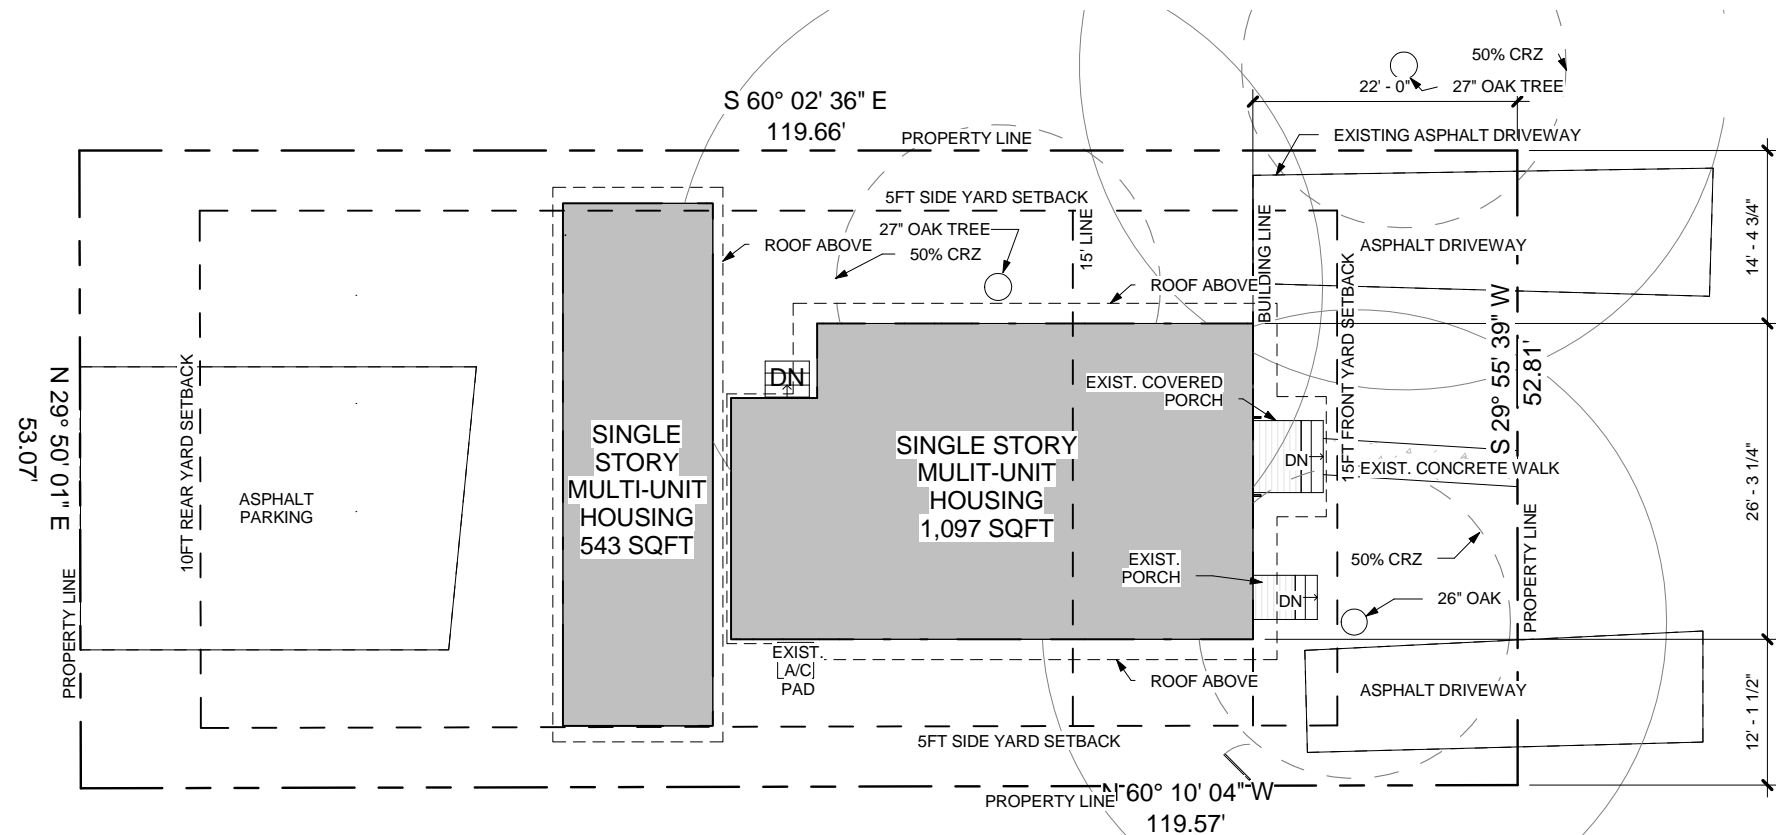 50% CRZ
22' - 0"
27" OAK TREE
S 60° 02' 36" E
119.66'
PROPERTY LINE
EXISTING ASPHALT DRIVEWAY
5FT SIDE YARD SETBACK
27" OAK TREE
50% CRZ
ROOF ABOVE
15' LINE
BUILDING LINE
ASPHALT DRIVEWAY
14' - 4 3/4"
ROOF ABOVE
15FT FRONT YARD SETBACK
S 29° 55' 39" W
52.81'
N 29° 50' 01" E
53.07'
10FT REAR YARD SETBACK
DN
EXIST. COVERED
PORCH
SINGLE
STORY
MULTI-UNIT
HOUSING
543 SQFT
SINGLE STORY
MULIT-UNIT
HOUSING
1,097 SQFT
DN
EXIST. CONCRETE WALK
26' - 3 1/4"
ASPHALT
PARKING
50% CRZ
EXIST.
PORCH
DN
26" OAK
PROPERTY LINE
PROPERTY LINE
EXIST.
A/C
PAD
ROOF ABOVE
ASPHALT DRIVEWAY
12' - 1 1/2"
5FT SIDE YARD SETBACK
PROPERTY LINE
N 60° 10' 04" W
119.57'